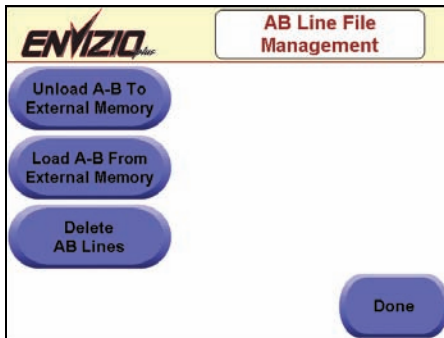 ENVIZIO plus
AB Line File
Management
Unload A-B To
External Memory
Load A-B From
External Memory
Delete
AB Lines
Done